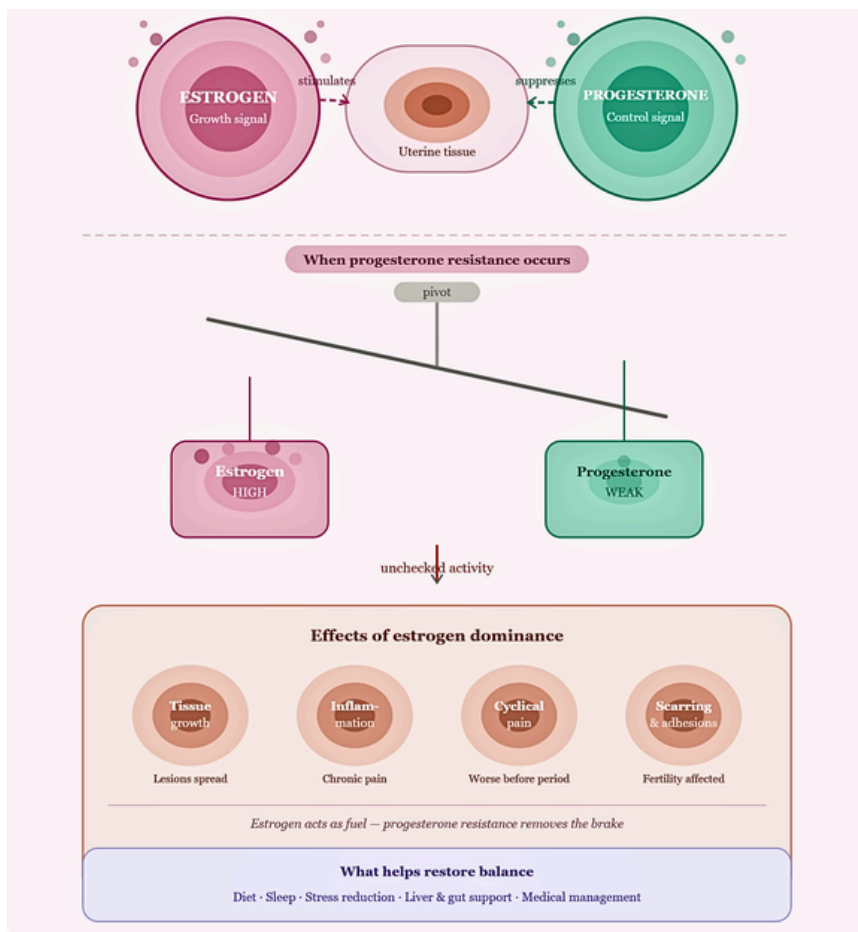 stimulates
suppresses
ESTROGEN
Growth signal
PROGESTERONE
Control signal
Uterine tissue
When progesterone resistance occurs
pivot
Estrogen
HIGH
Progesterone
WEAK
unchecked activity
Effects of estrogen dominance
Tissue
growth
Inflam-
mation
Cyclical
pain
Scarring
& adhesions
Lesions spread
Chronic pain
Worse before period
Fertility affected
Estrogen acts as fuel — progesterone resistance removes the brake
What helps restore balance
Diet · Sleep · Stress reduction · Liver & gut support · Medical management